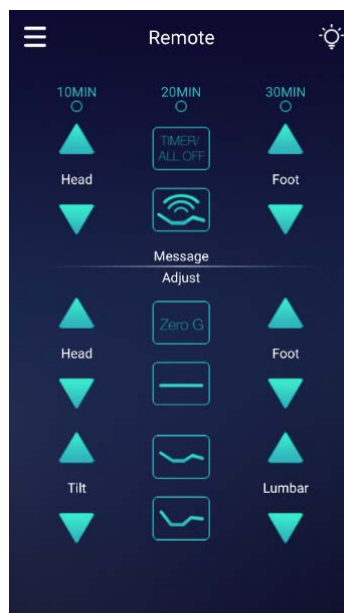 Remote
10MIN 20MIN 30MIN
TIMER/
ALL OFF
Head Foot
Message
Adjust
Zero G
Head Foot
Tilt Lumbar